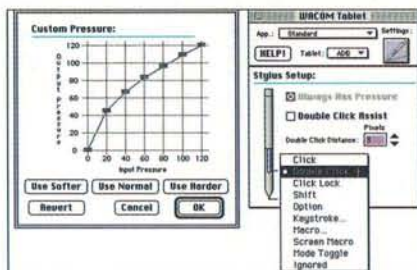 Custom Pressure:
Output Pressure
120
100
80
60
40
20
0
0 20 40 60 80 100 120
Input Pressure
Use Softer
Use Normal
Use Harder
Revert
Cancel
OK
WACOM Tablet
App.: Standard
Settings:
HELP!
Tablet: ADB
Stylus Setup:
Always Has Pressure
Double Click Assist
Pixels
Double Click Distance:
Click
Double Click
Click Lock
Shift
Option
Keystroke...
Macro...
Screen Macro
Mode Toggle
Ignored